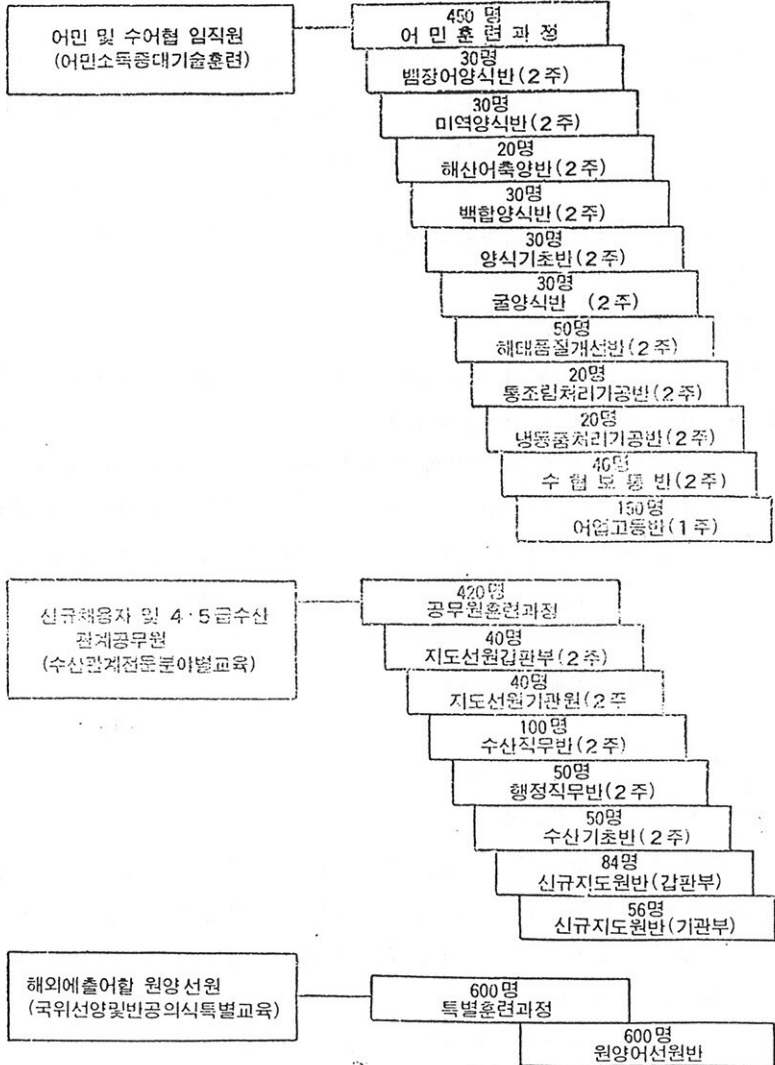 어민 및 수어협 임직원
(어민소득증대기술훈련)
450 명
어 민 훈 련 과 정
30명
뱀장어양식반(2주)
30명
미역양식반(2주)
20명
해산어축양반(2주)
30명
백합양식반(2주)
30명
양식기초반(2주)
30명
굴양식반 (2주)
50명
해태품질개선반(2주)
20명
통조림처리가공반(2주)
20명
냉동품처리가공반(2주)
40명
수 협 보 통 반(2주)
150명
어업고등반(1주)
신규채용자 및 4·5급수산
관계공무원
(수산관계전문분야별교육)
420명
공무원훈련과정
40명
지도선원갑판부(2주)
40명
지도선원기관원(2주
100명
수산직무반(2주)
50명
행정직무반(2주)
50명
수산기초반(2주)
84명
신규지도원반(갑판부)
56명
신규지도원반(기관부)
해외에출어할 원양선원
(국위선양및반공의식특별교육)
600명
특별훈련과정
600명
원양어선원반